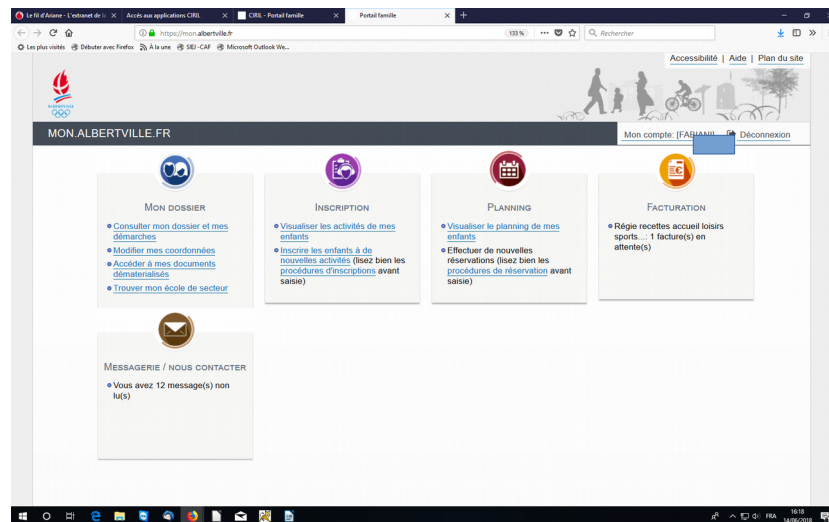 Le fil d'Ariane - L'extranet de l
Accès aux applications CIRIL
CIRIL - Portail famille
Portail famille
https://mon.albertville.fr
133 %
Rechercher
Les plus visités
Débuter avec Firefox
À la une
SIEJ -CAF
Microsoft Outlook We...
Accessibilité | Aide | Plan du site
ALBERTVILLE
MON.ALBERTVILLE.FR
Mon compte:
Déconnexion
MON DOSSIER
Consulter mon dossier et mes
démarches
Modifier mes coordonnées
Accéder à mes documents
dématerialisés
Trouver mon école de secteur
INSCRIPTION
Visualiser les activités de mes
enfants
Inscrire les enfants à de
nouvelles activités (lisez bien les
procédures d'inscriptions avant
saisie)
PLANNING
Visualiser le planning de mes
enfants
Effectuer de nouvelles
réservations (lisez bien les
procédures de réservation avant
saisie)
FACTURATION
Régie recettes accueil loisirs
sports...: 1 facture(s) en
attente(s)
MESSAGERIE / NOUS CONTACTER
Vous avez 12 message(s) non
lu(s)
FRA
16:18
14/06/2018